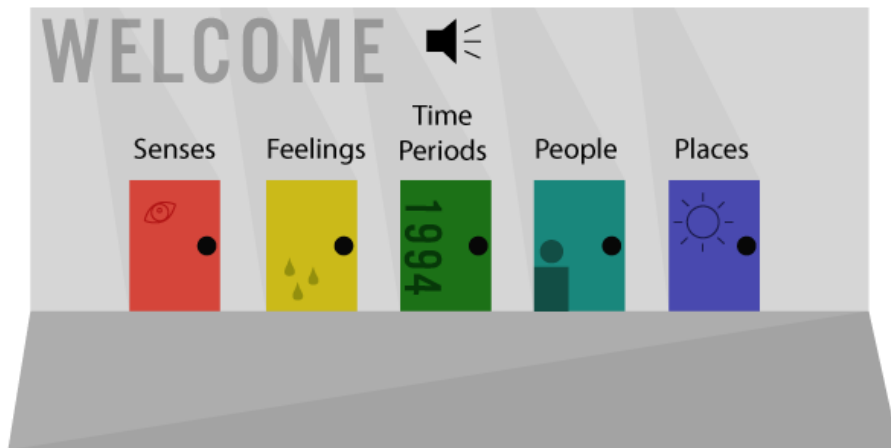 WELCOME
Senses
Feelings
Time
Periods
People
Places
1994